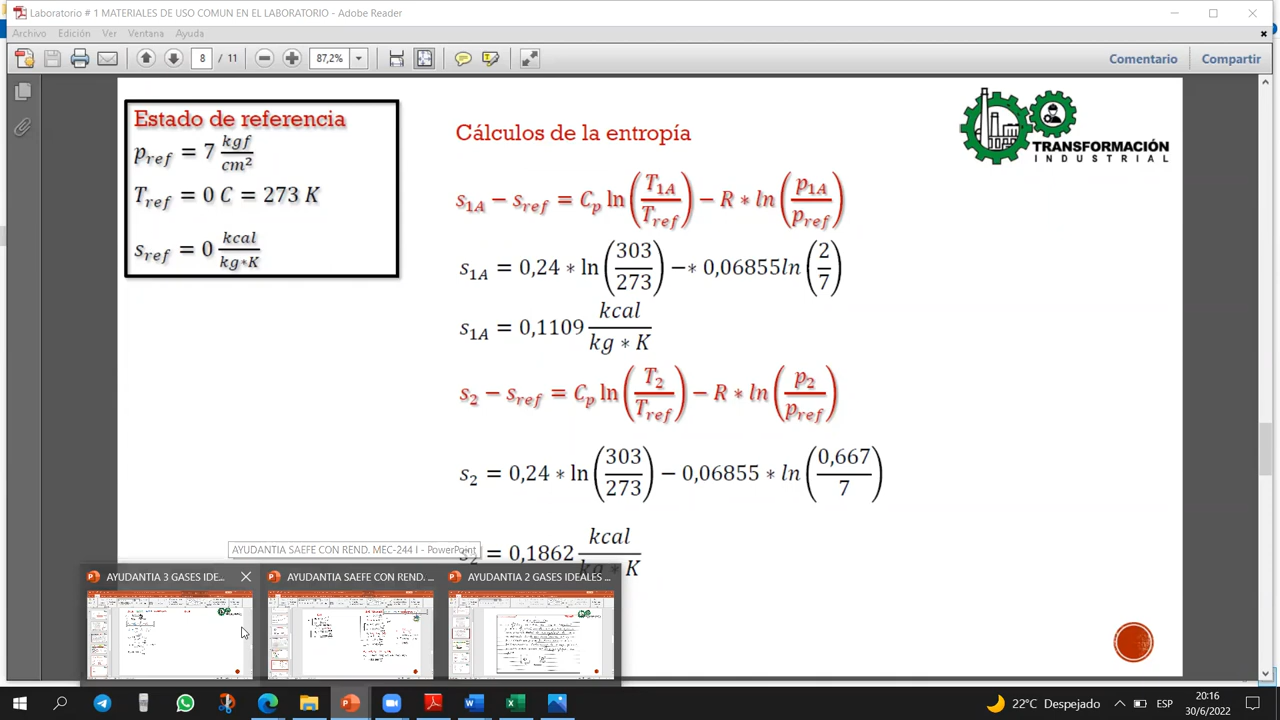 Laboratorio # 1 MATERIALES DE USO COMUN EN EL LABORATORIO - Adobe Reader
Archivo Edición Ver Ventana Ayuda
8 / 11 87,2% Comentario Compartir
Estado de referencia
p_ref = 7 kgf/cm²
T_ref = 0 C = 273 K
s_ref = 0 kcal/kg*K
Cálculos de la entropía
TRANSFORMACIÓN
INDUSTRIAL
s_1A − s_ref = C_p ln(T_1A/T_ref) − R * ln(p_1A/p_ref)
s_1A = 0,24 * ln(303/273) −* 0,06855ln(2/7)
s_1A = 0,1109 kcal/kg * K
s_2 − s_ref = C_p ln(T_2/T_ref) − R * ln(p_2/p_ref)
s_2 = 0,24 * ln(303/273) − 0,06855 * ln(0,667/7)
s_2 = 0,1862 kcal/kg * K
AYUDANTIA SAEFE CON REND. MEC-244 I - PowerPoint
AYUDANTIA 3 GASES IDE...
AYUDANTIA SAEFE CON REND. ...
AYUDANTIA 2 GASES IDEALES ...
22°C Despejado
ESP
20:16
30/6/2022